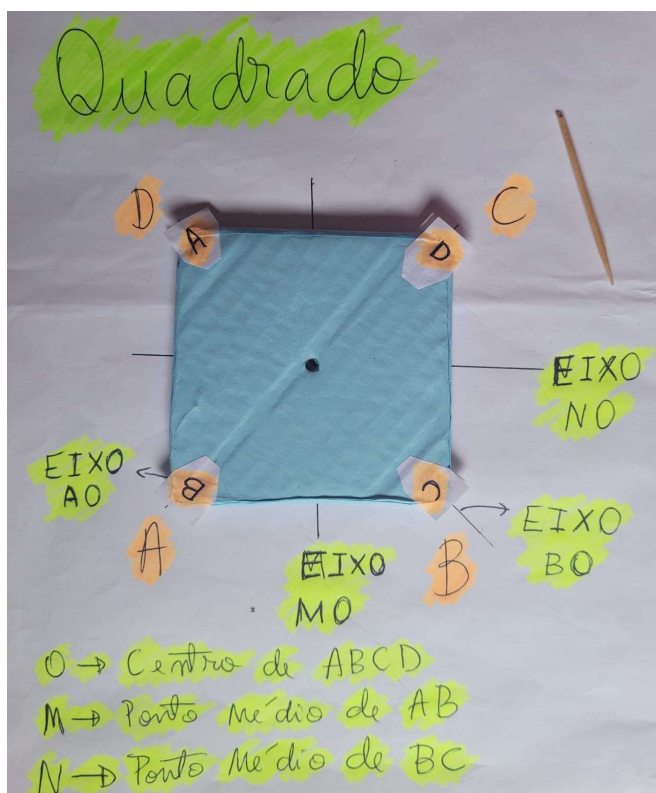 Quadrado
D C
A D
EIXO
NO
EIXO
AO
B C
EIXO
BO
A B
EIXO
MO
O → Centro de ABCD
M → Ponto Médio de AB
N → Ponto Médio de BC